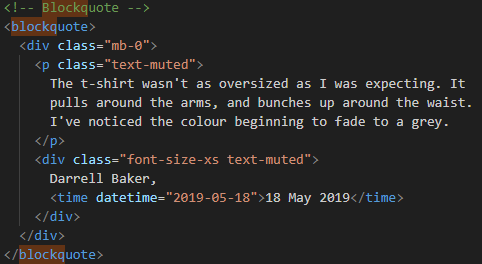 <!-- Blockquote -->
<blockquote>
<div class="mb-0">
<p class="text-muted">
The t-shirt wasn't as oversized as I was expecting. It
pulls around the arms, and bunches up around the waist.
I've noticed the colour beginning to fade to a grey.
</p>
<div class="font-size-xs text-muted">
Darrell Baker,
<time datetime="2019-05-18">18 May 2019</time>
</div>
</div>
</blockquote>